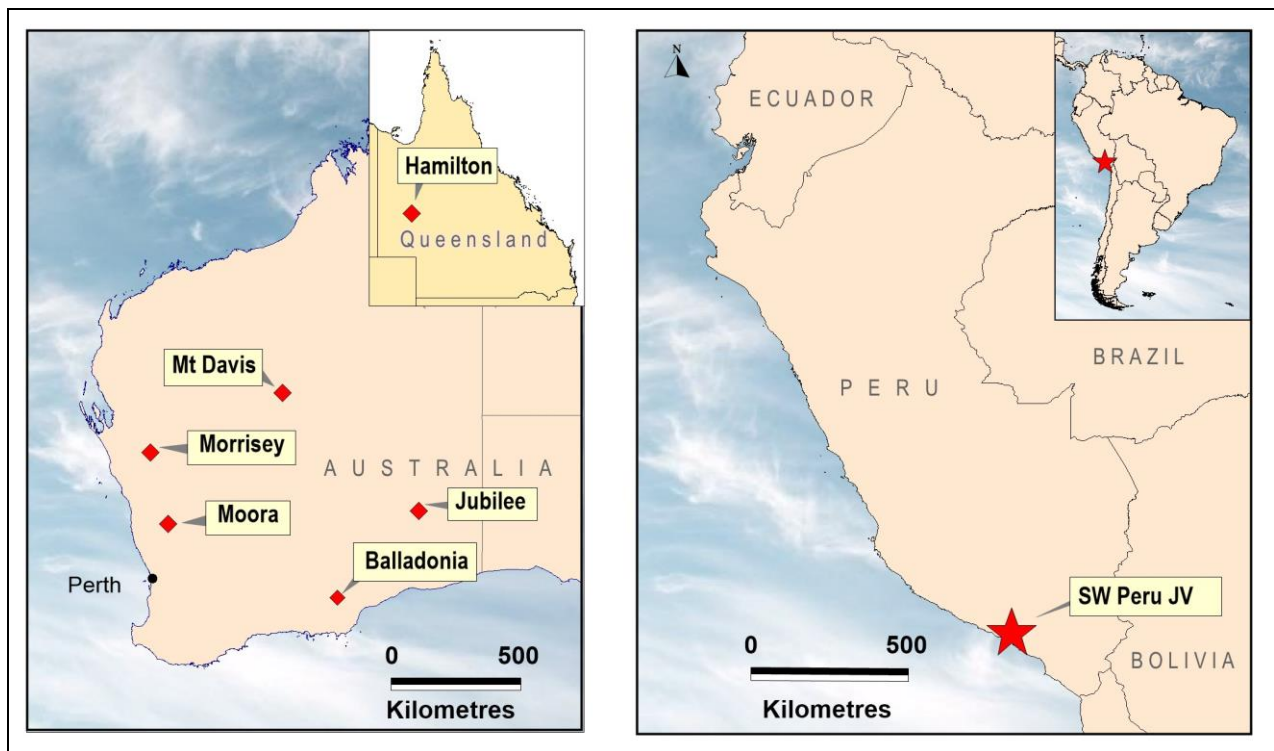 Hamilton
Queensland
Mt Davis
Morrisey
AUSTRALIA
Jubilee
Moora
Balladonia
Perth
0 500
Kilometres
N
ECUADOR
BRAZIL
PERU
SW Peru JV
0 500
BOLIVIA
Kilometres